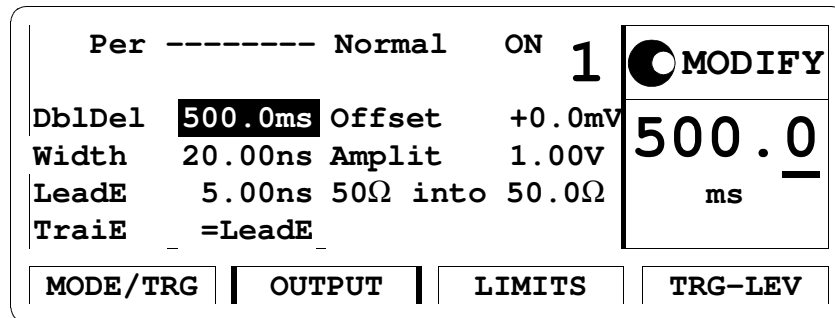 Per -------- Normal ON 1 MODIFY
DblDel 500.0ms Offset +0.0mV 500.0
Width 20.00ns Amplit 1.00V
LeadE 5.00ns 50Ω into 50.0Ω ms
TraiE =LeadE
MODE/TRG OUTPUT LIMITS TRG-LEV